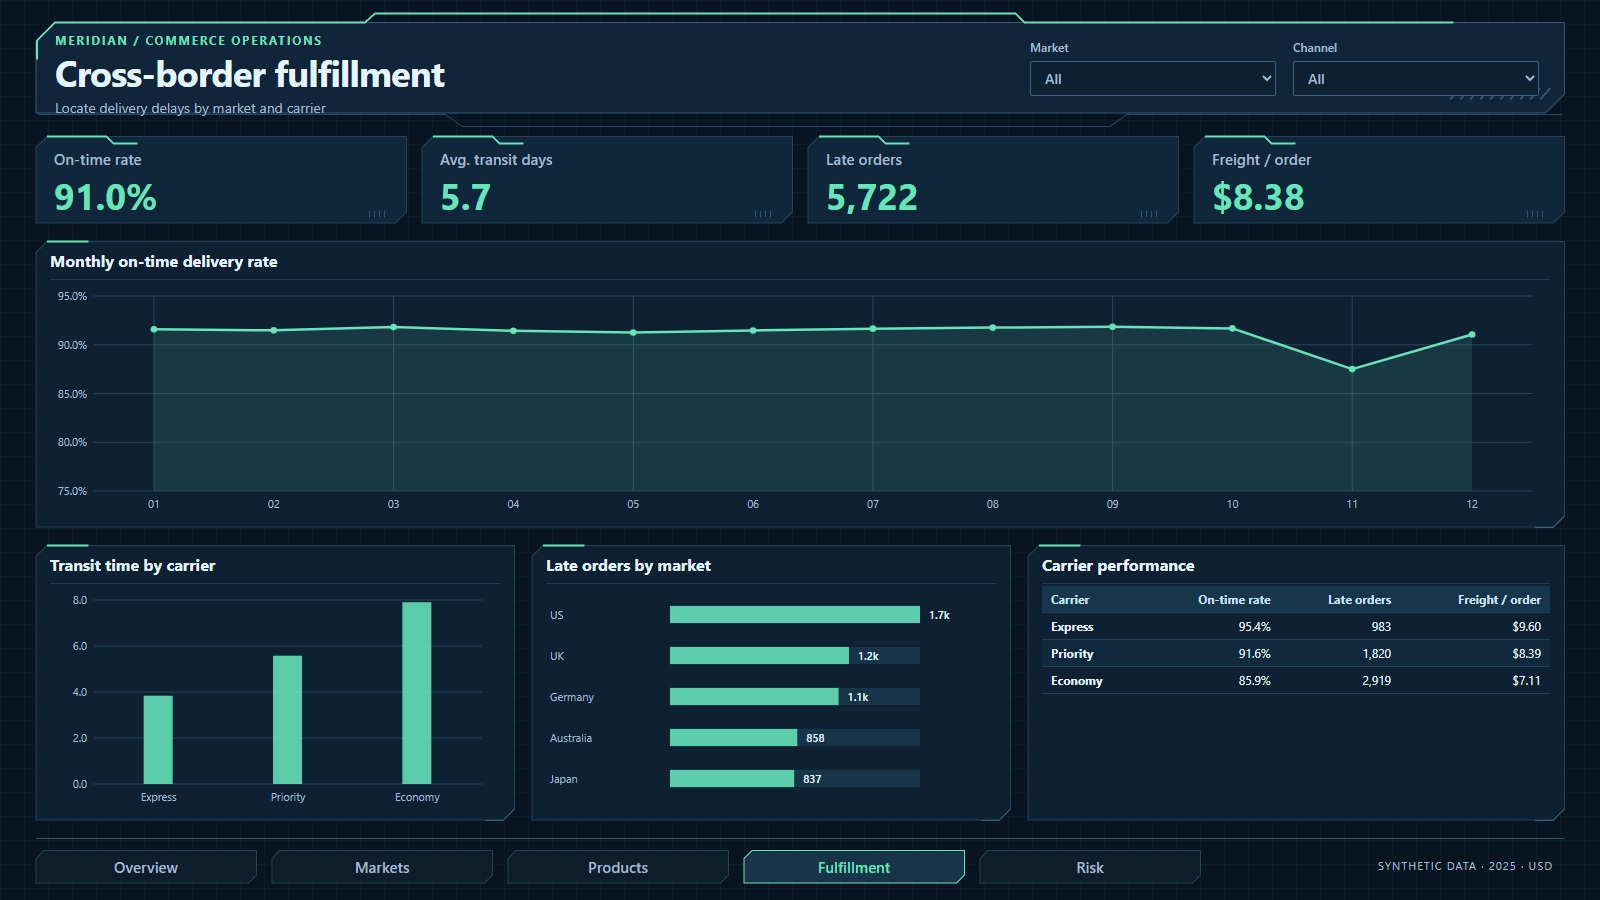 MERIDIAN / COMMERCE OPERATIONS
Cross-border fulfillment
Locate delivery delays by market and carrier
Market
All
Channel
All
On-time rate
91.0%
Avg. transit days
5.7
Late orders
5,722
Freight / order
$8.38
Monthly on-time delivery rate
95.0%
90.0%
85.0%
80.0%
75.0%
01 02 03 04 05 06 07 08 09 10 11 12
Transit time by carrier
8.0
6.0
4.0
2.0
0.0
Express Priority Economy
Late orders by market
US 1.7k
UK 1.2k
Germany 1.1k
Australia 858
Japan 837
Carrier performance
Carrier On-time rate Late orders Freight / order
Express 95.4% 983 $9.60
Priority 91.6% 1,820 $8.39
Economy 85.9% 2,919 $7.11
Overview Markets Products Fulfillment Risk
SYNTHETIC DATA · 2025 · USD